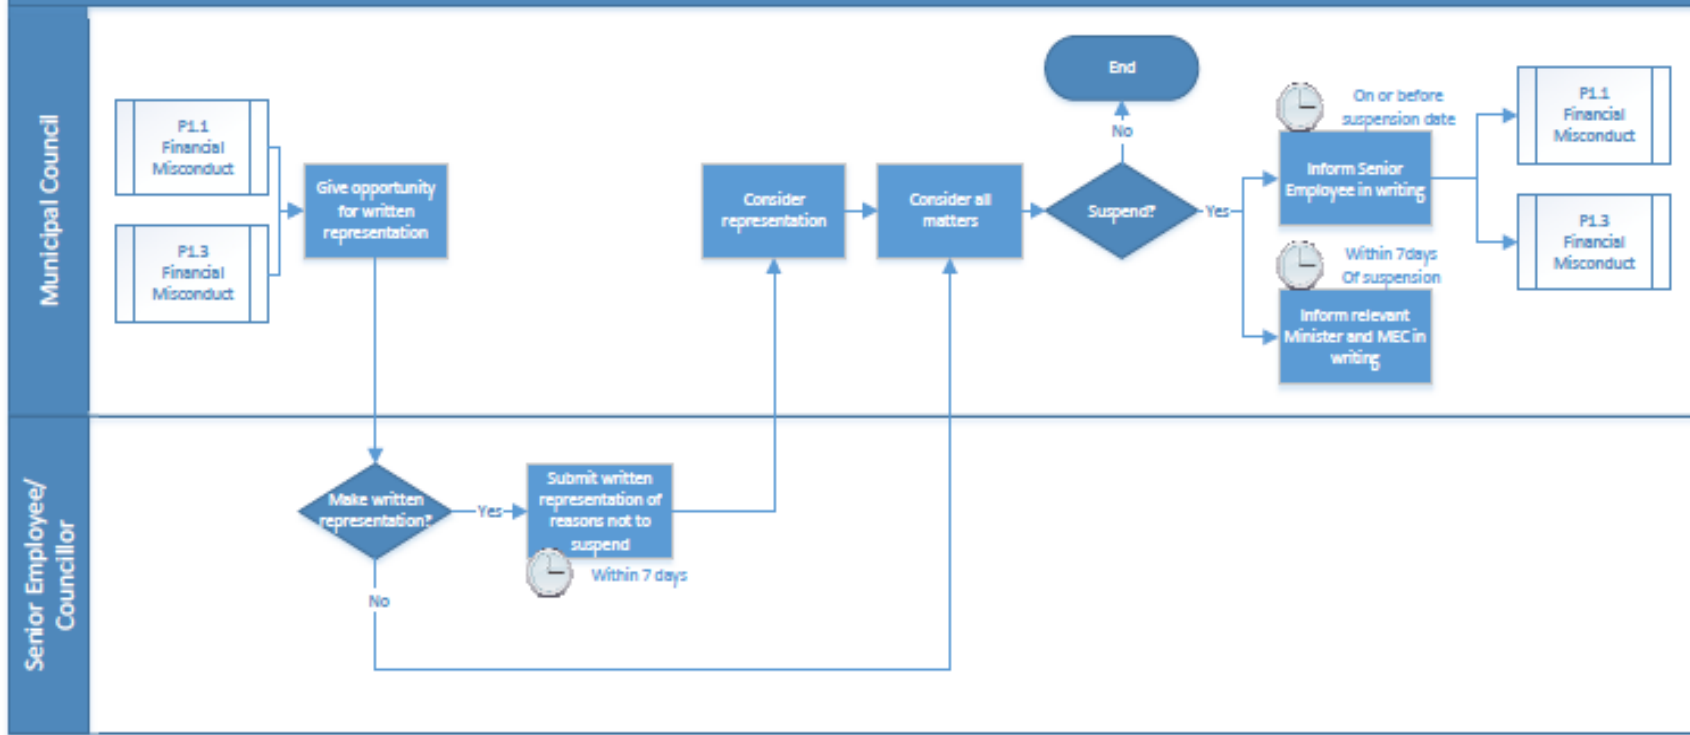 Municipal Council
P1.1
Financial
Misconduct
P1.3
Financial
Misconduct
Give opportunity
for written
representation
Consider
representation
Consider all
matters
End
No
Suspend?
Yes
On or before
suspension date
Inform Senior
Employee in writing
Within 7days
Of suspension
Inform relevant
Minister and MEC in
writing
P1.1
Financial
Misconduct
P1.3
Financial
Misconduct
Senior Employee/
Councillor
Make written
representation?
Yes
Submit written
representation of
reasons not to
suspend
Within 7 days
No